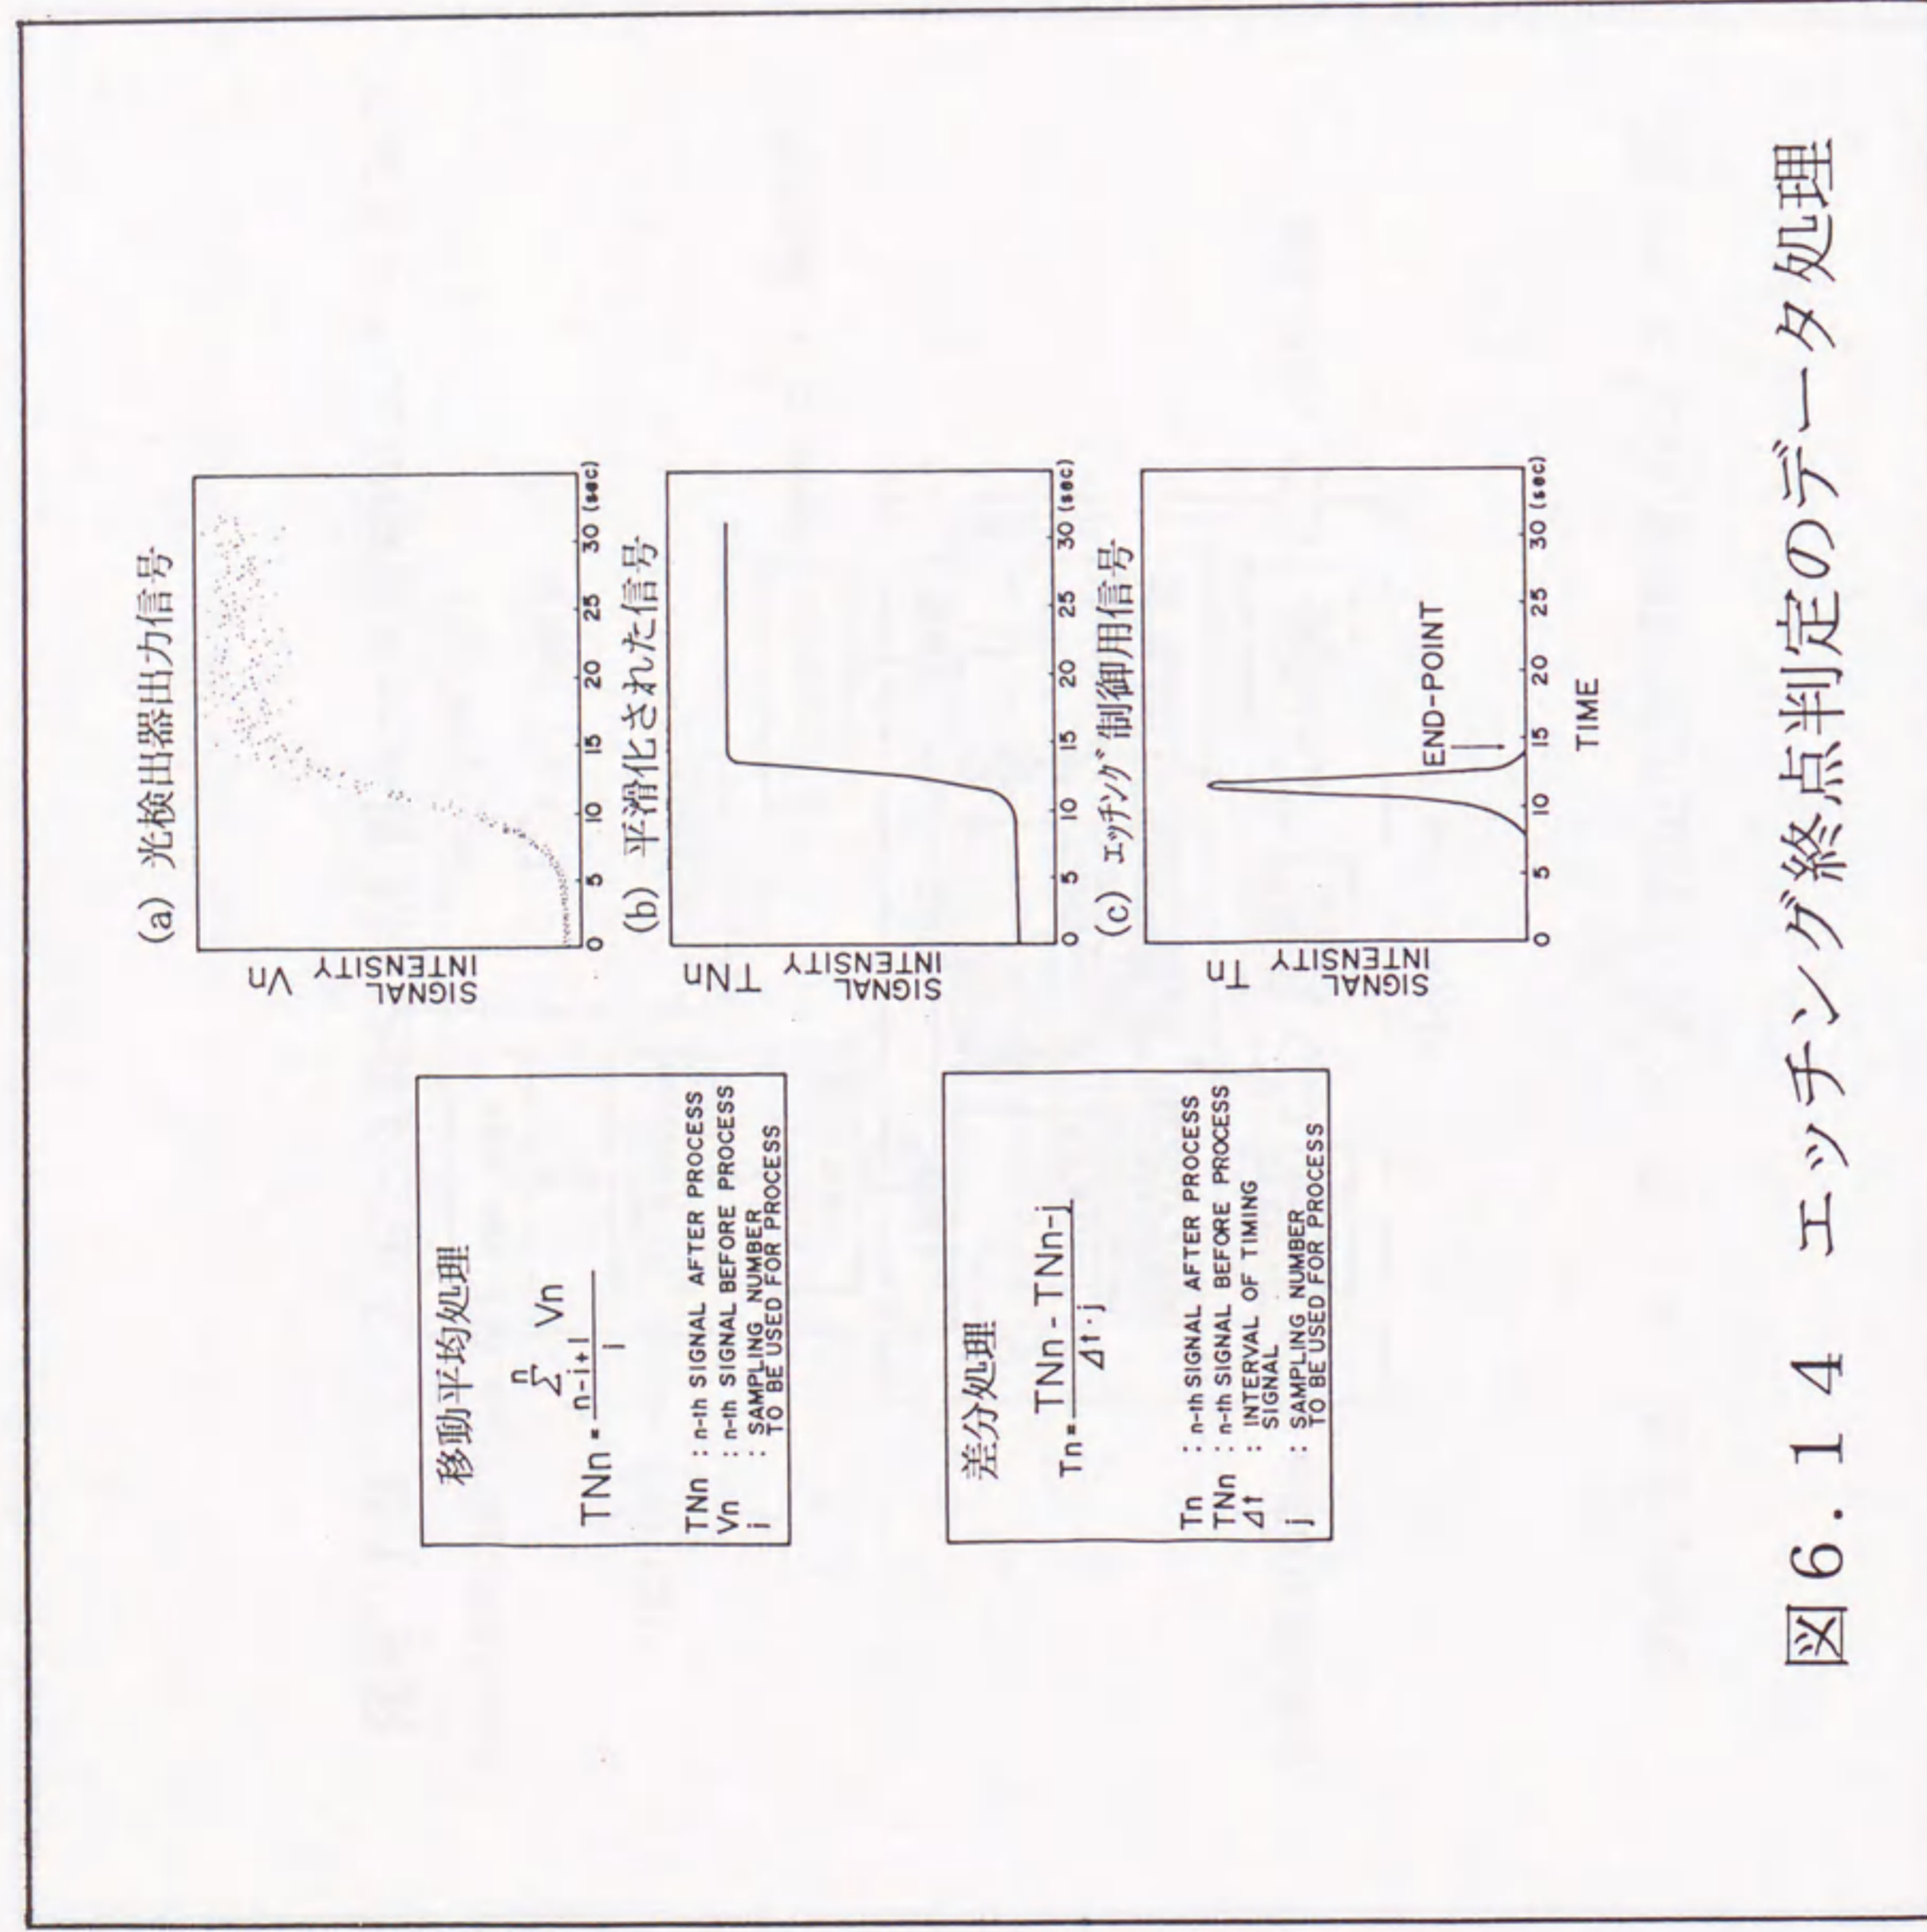 移動平均処理
n
Σ Vn
n-i+1
TNn =
i
TNn : n-th SIGNAL AFTER PROCESS
Vn : n-th SIGNAL BEFORE PROCESS
i : SAMPLING NUMBER
TO BE USED FOR PROCESS
差分処理
TNn - TNn-j
Tn=
Δt·j
Tn : n-th SIGNAL AFTER PROCESS
TNn : n-th SIGNAL BEFORE PROCESS
Δt : INTERVAL OF TIMING
SIGNAL
j : SAMPLING NUMBER
TO BE USED FOR PROCESS
(a) 光検出器出力信号
Vn
SIGNAL
INTENSITY
0 5 10 15 20 25 30 (sec)
(b) 平滑化された信号
TNn
SIGNAL
INTENSITY
0 5 10 15 20 25 30 (sec)
(c) エッチング制御用信号
Tn
SIGNAL
INTENSITY
END-POINT
0 5 10 15 20 25 30 (sec)
TIME
図6.14 エッチング終点判定のデータ処理